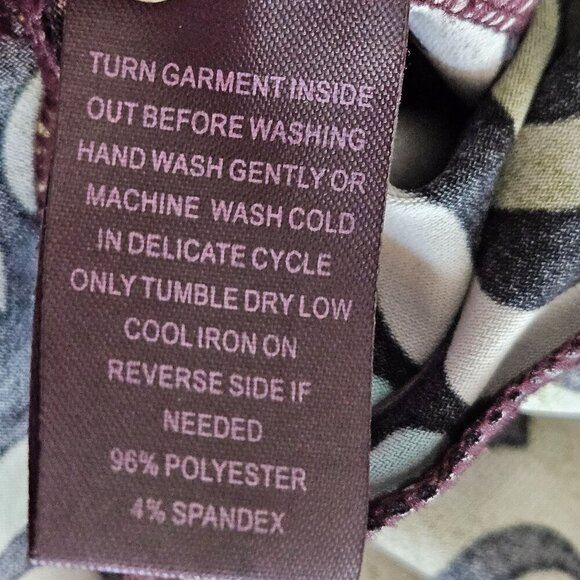 TURN GARMENT INSIDE
OUT BEFORE WASHING
HAND WASH GENTLY OR
MACHINE WASH COLD
IN DELICATE CYCLE
ONLY TUMBLE DRY LOW
COOL IRON ON
REVERSE SIDE IF
NEEDED
96% POLYESTER
4% SPANDEX